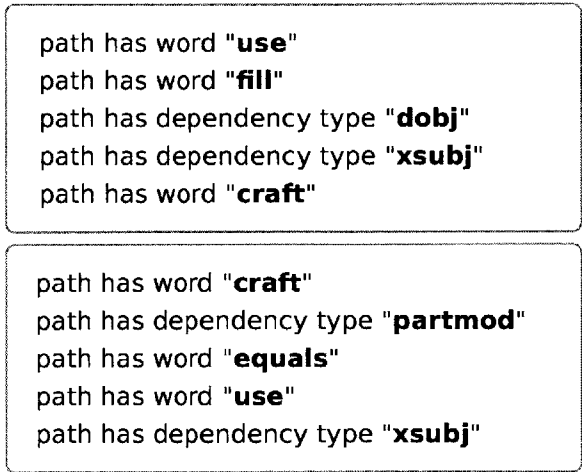 path has word "use"
path has word "fill"
path has dependency type "dobj"
path has dependency type "xsubj"
path has word "craft"
path has word "craft"
path has dependency type "partmod"
path has word "equals"
path has word "use"
path has dependency type "xsubj"